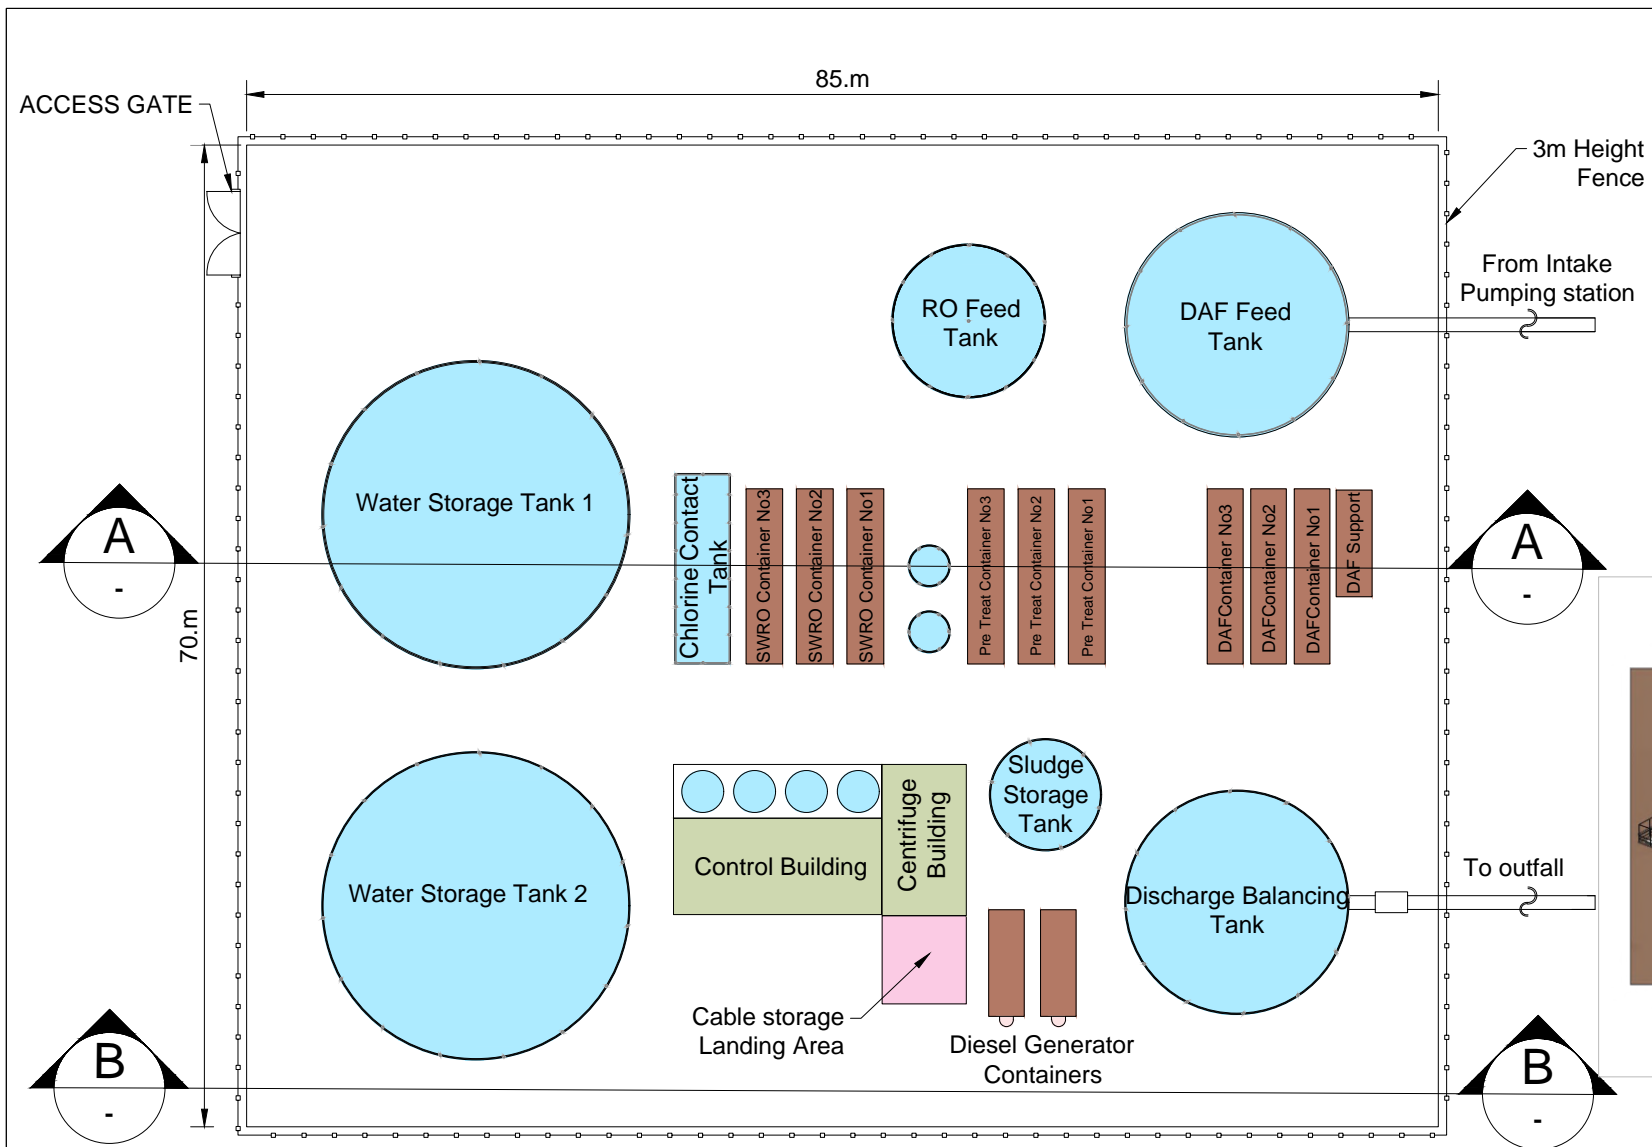 85.m
ACCESS GATE
3m Height
Fence
From Intake
Pumping station
RO Feed
Tank
DAF Feed
Tank
Water Storage Tank 1
Chlorine Contact
Tank
SWRO Container No3
SWRO Container No2
SWRO Container No1
Pre Treat Container No3
Pre Treat Container No2
Pre Treat Container No1
DAFContainer No3
DAFContainer No2
DAFContainer No1
DAF Support
A
-
A
-
70.m
Sludge
Storage
Tank
Centrifuge
Building
Control Building
Water Storage Tank 2
Discharge Balancing
Tank
To outfall
Cable storage
Landing Area
Diesel Generator
Containers
B
-
B
-